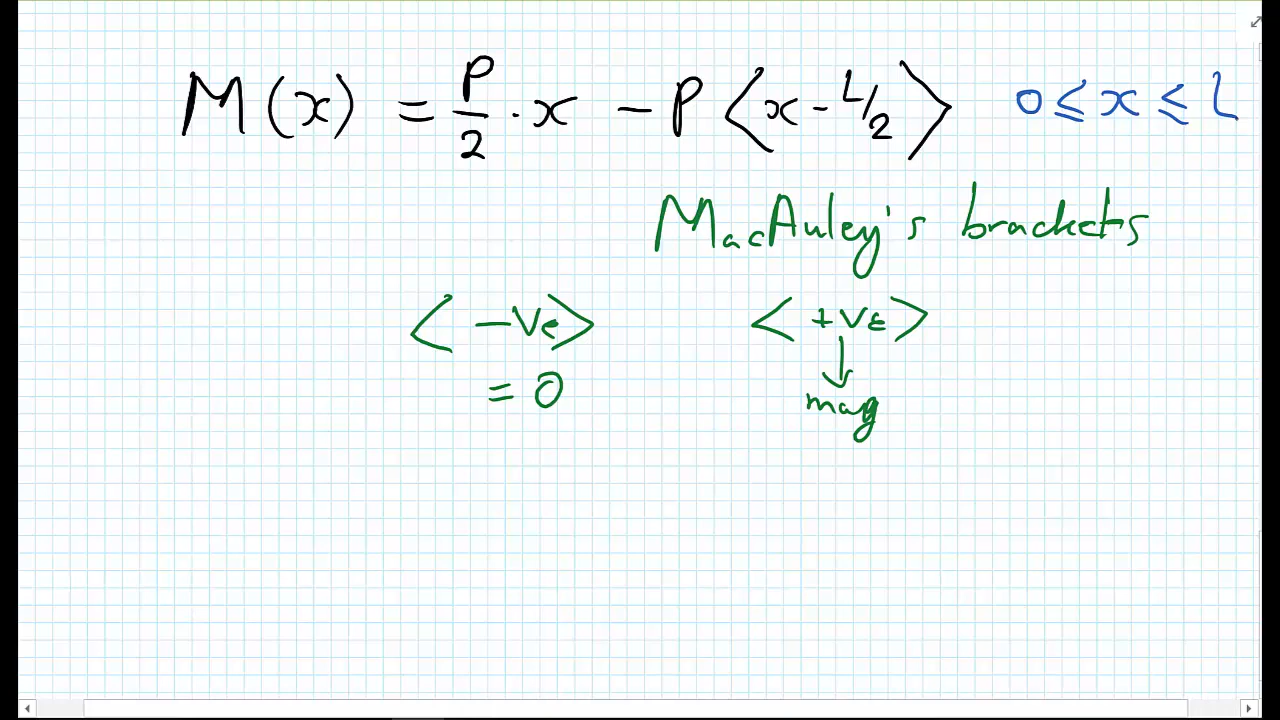 M(x) = P/2 · x − P⟨x − L/2⟩ 0 ≤ x ≤ L
MacAuley's brackets
⟨ −ve ⟩ ⟨ +ve ⟩
= 0 ↓
mag